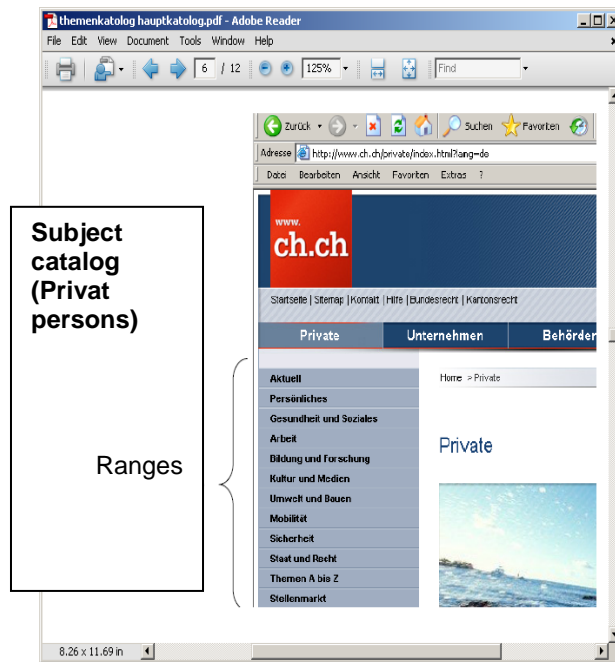 themenkatolog hauptkatolog.pdf - Adobe Reader
File Edit View Document Tools Window Help
6 / 12 125% Find
Zurück Suchen Favoriten
Adresse http://www.ch.ch/private/index.html?lang=de
Datei Bearbeiten Ansicht Favoriten Extras ?
www.
ch.ch
Startseite | Sitemap | Kontakt | Hilfe | Bundesrecht | Kantonsrecht
Private Unternehmen Behörden
Subject
catalog
(Privat
persons)
Ranges
Aktuell
Persönliches
Gesundheit und Soziales
Arbeit
Bildung und Forschung
Kultur und Medien
Umwelt und Bauen
Mobilität
Sicherheit
Staat und Recht
Themen A bis Z
Stellenmarkt
Home > Private
Private
8.26 x 11.69 in